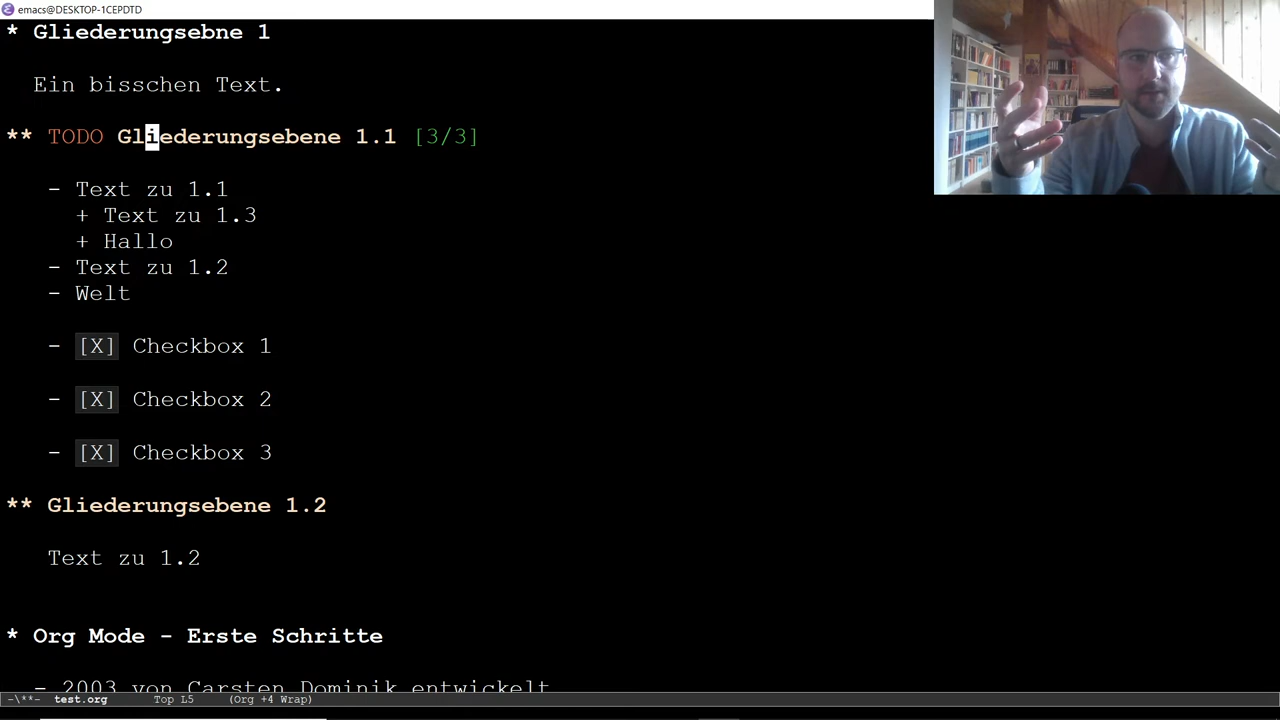 emacs@DESKTOP-1CEPDTD
* Gliederungsebne 1
Ein bisschen Text.
** TODO Gliederungsebene 1.1 [3/3]
- Text zu 1.1
+ Text zu 1.3
+ Hallo
- Text zu 1.2
- Welt
- [X] Checkbox 1
- [X] Checkbox 2
- [X] Checkbox 3
** Gliederungsebene 1.2
Text zu 1.2
* Org Mode - Erste Schritte
- 2003 von Carsten Dominik entwickelt
-\**- test.org Top L5 (Org +4 Wrap)